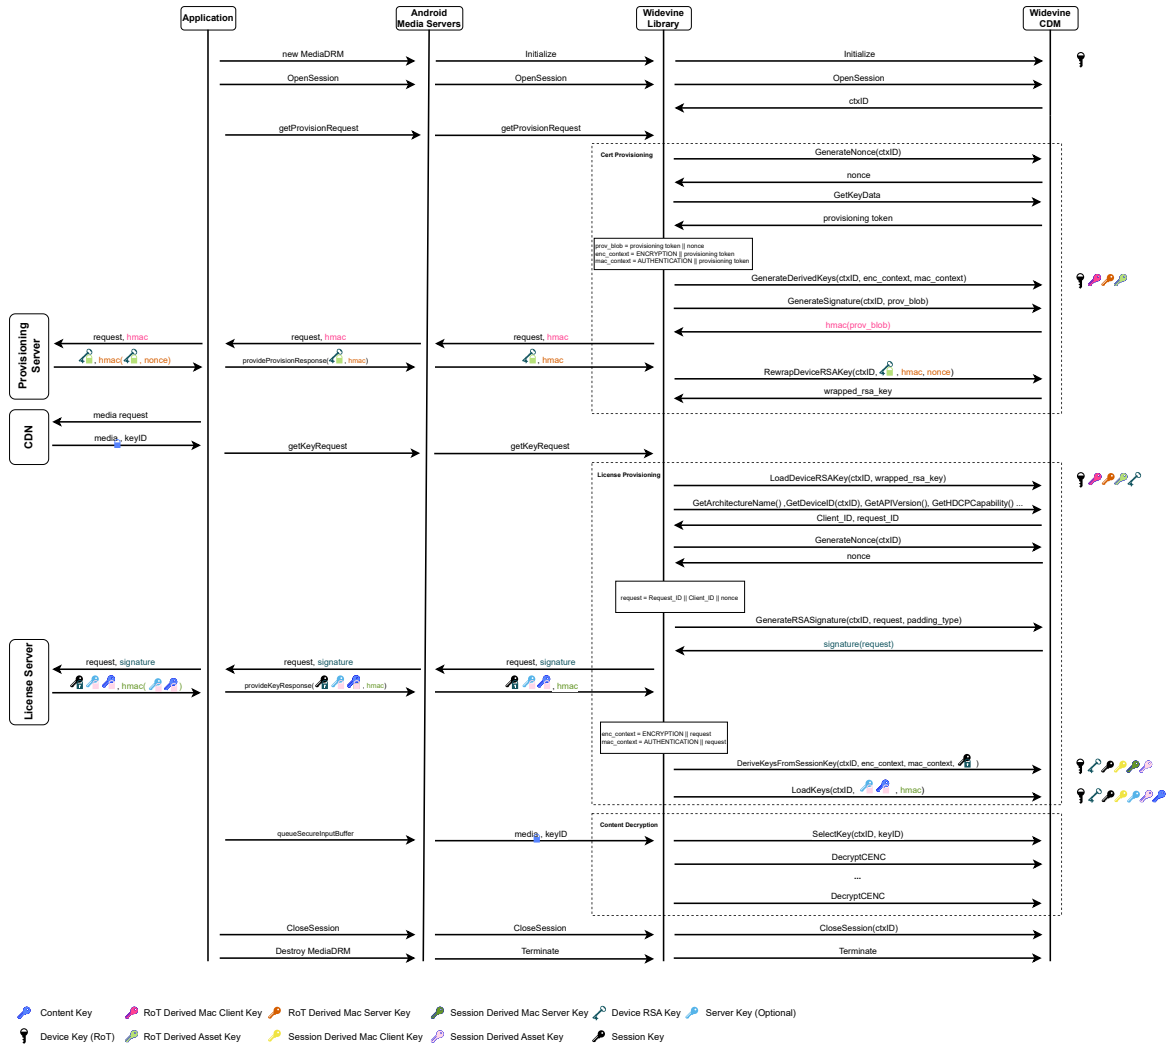 Application
Android
Media Servers
Widevine
Library
Widevine
CDM
new MediaDRM
Initialize
Initialize
OpenSession
OpenSession
OpenSession
ctxID
getProvisionRequest
getProvisionRequest
Cert Provisioning
GenerateNonce(ctxID)
nonce
GetKeyData
provisioning token
prov_blob = provisioning token || nonce
enc_context = ENCRYPTION || provisioning token
mac_context = AUTHENTICATION || provisioning token
GenerateDerivedKeys(ctxID, enc_context, mac_context)
GenerateSignature(ctxID, prov_blob)
hmac(prov_blob)
Provisioning
Server
request, hmac
request, hmac
request, hmac
, hmac( , nonce)
provideProvisionResponse( , hmac)
, hmac
RewrapDeviceRSAKey(ctxID, , hmac, nonce)
wrapped_rsa_key
CDN
media request
media , keyID
getKeyRequest
getKeyRequest
License Provisioning
LoadDeviceRSAKey(ctxID, wrapped_rsa_key)
GetArchitectureName() ,GetDeviceID(ctxID), GetAPIVersion(), GetHDCPCapability() ...
Client_ID, request_ID
GenerateNonce(ctxID)
nonce
request = Request_ID || Client_ID || nonce
GenerateRSASignature(ctxID, request, padding_type)
signature(request)
License Server
request, signature
request, signature
request, signature
, hmac( )
provideKeyResponse( , hmac)
, hmac
enc_context = ENCRYPTION || request
mac_context = AUTHENTICATION || request
DeriveKeysFromSessionKey(ctxID, enc_context, mac_context, )
LoadKeys(ctxID, , hmac)
Content Decryption
queueSecureInputBuffer
media , keyID
SelectKey(ctxID, keyID)
DecryptCENC
...
DecryptCENC
CloseSession
CloseSession
CloseSession(ctxID)
Destroy MediaDRM
Terminate
Terminate
Content Key
RoT Derived Mac Client Key
RoT Derived Mac Server Key
Session Derived Mac Server Key
Device RSA Key
Server Key (Optional)
Device Key (RoT)
RoT Derived Asset Key
Session Derived Mac Client Key
Session Derived Asset Key
Session Key